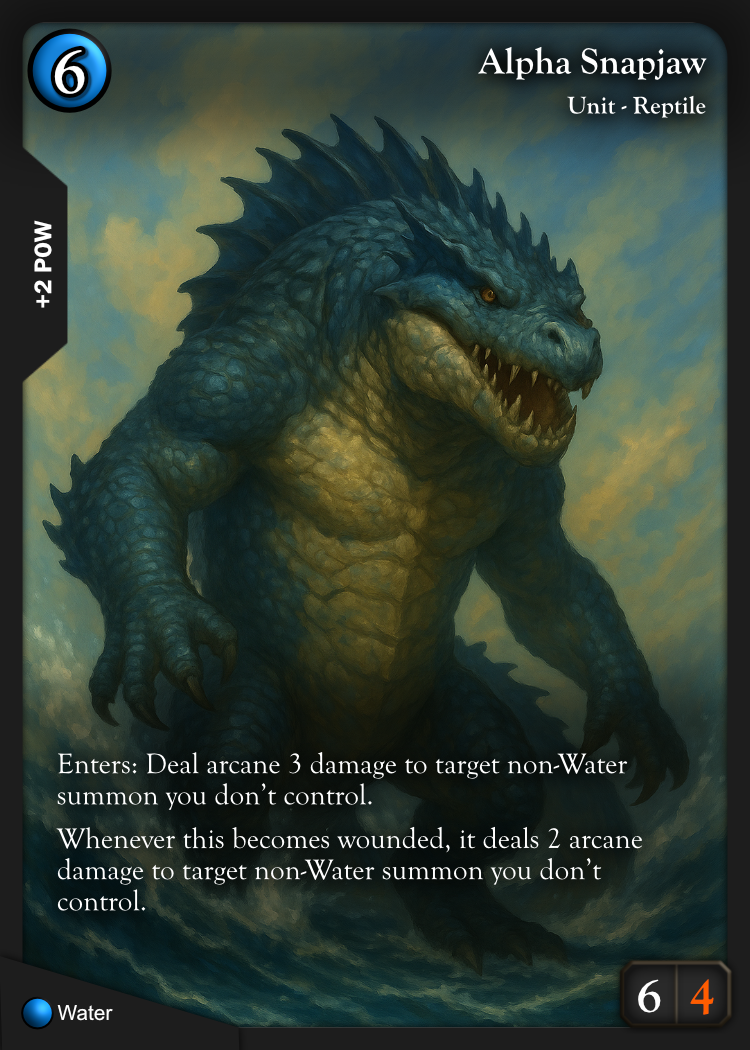 6
Alpha Snapjaw
Unit - Reptile
+2 POW
Enters: Deal arcane 3 damage to target non-Water
summon you don't control.
Whenever this becomes wounded, it deals 2 arcane
damage to target non-Water summon you don't
control.
Water
6 4